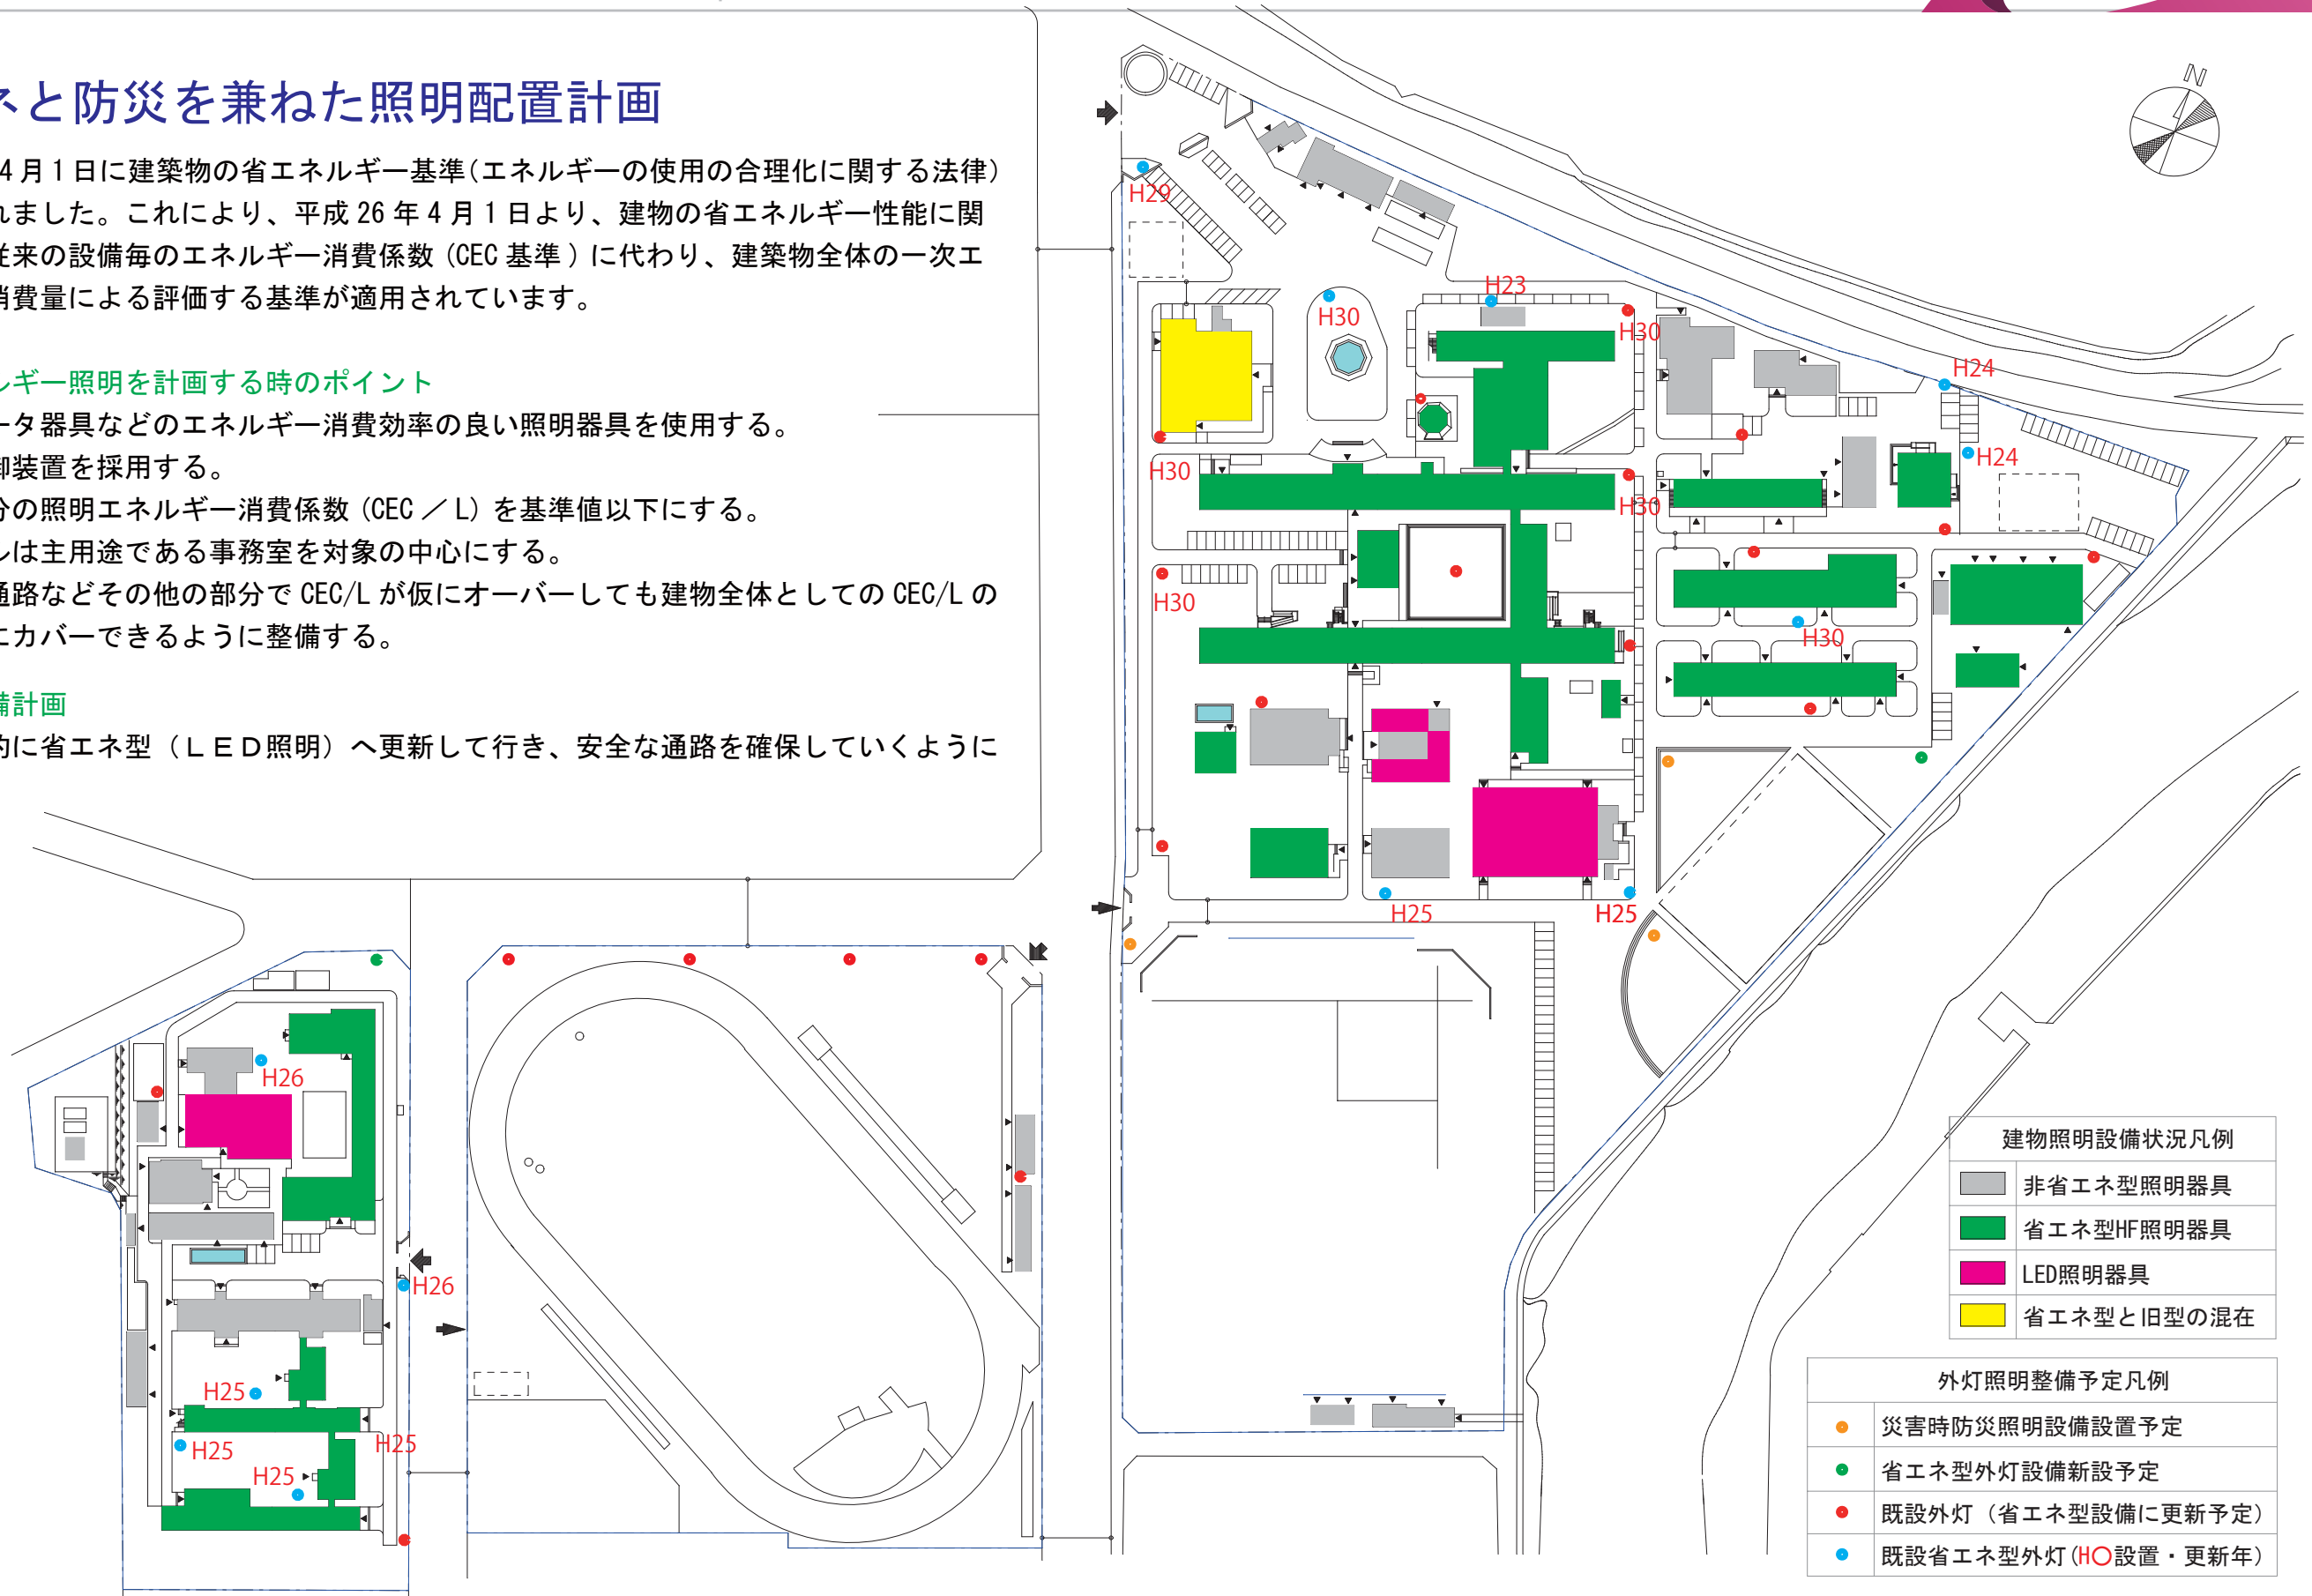 ネと防災を兼ねた照明配置計画
4月1日に建築物の省エネルギー基準(エネルギーの使用の合理化に関する法律)
れました。これにより、平成26年4月1日より、建物の省エネルギー性能に関
従来の設備毎のエネルギー消費係数(CEC基準)に代わり、建築物全体の一次エ
消費量による評価する基準が適用されています。
ルギー照明を計画する時のポイント
ータ器具などのエネルギー消費効率の良い照明器具を使用する。
御装置を採用する。
分の照明エネルギー消費係数(CEC／L)を基準値以下にする。
ルは主用途である事務室を対象の中心にする。
通路などその他の部分でCEC/Lが仮にオーバーしても建物全体としてのCEC/Lの
にカバーできるように整備する。
備計画
的に省エネ型（ＬＥＤ照明）へ更新して行き、安全な通路を確保していくように
N
H29
H30
H23
H30
H24
H30
H30
H24
H30
H30
H25
H25
H26
H26
H25
H25
H25
H25
建物照明設備状況凡例
非省エネ型照明器具
省エネ型HF照明器具
LED照明器具
省エネ型と旧型の混在
外灯照明整備予定凡例
災害時防災照明設備設置予定
省エネ型外灯設備新設予定
既設外灯（省エネ型設備に更新予定）
既設省エネ型外灯(H〇設置・更新年)